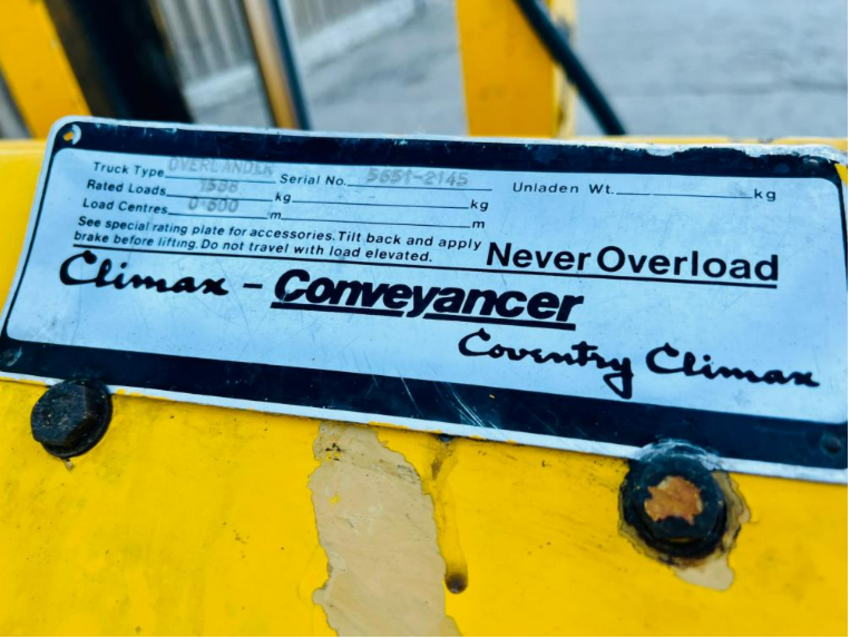 Truck Type OVERLANDER Serial No. 5651-2145 Unladen Wt. kg
Rated Loads 1588 kg kg
Load Centres 0·600 m m
See special rating plate for accessories. Tilt back and apply
brake before lifting. Do not travel with load elevated.
Never Overload
Climax - Conveyancer
Coventry Climax